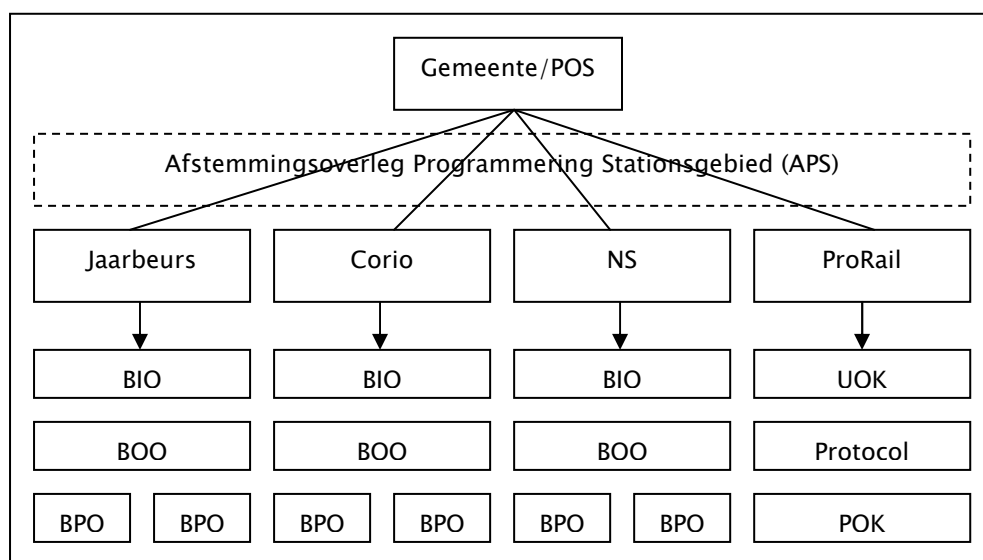 Gemeente/POS
Afstemmingsoverleg Programmering Stationsgebied (APS)
Jaarbeurs Corio NS ProRail
BIO BIO BIO UOK
BOO BOO BOO Protocol
BPO BPO BPO BPO BPO BPO POK